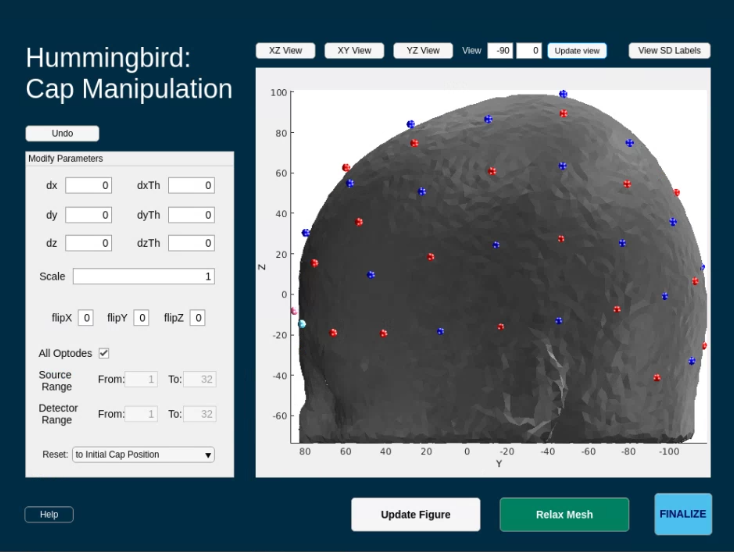 Hummingbird:
Cap Manipulation
XZ View XY View YZ View View -90 0 Update view View SD Labels
Undo
Modify Parameters
dx 0 dxTh 0
dy 0 dyTh 0
dz 0 dzTh 0
Scale 1
flipX 0 flipY 0 flipZ 0
All Optodes
Source
Range From: 1 To: 32
Detector
Range From: 1 To: 32
Reset: to Initial Cap Position
100
80
60
40
20
0
-20
-40
-60
Z
80 60 40 20 0 -20 -40 -60 -80 -100
Y
Help Update Figure Relax Mesh FINALIZE